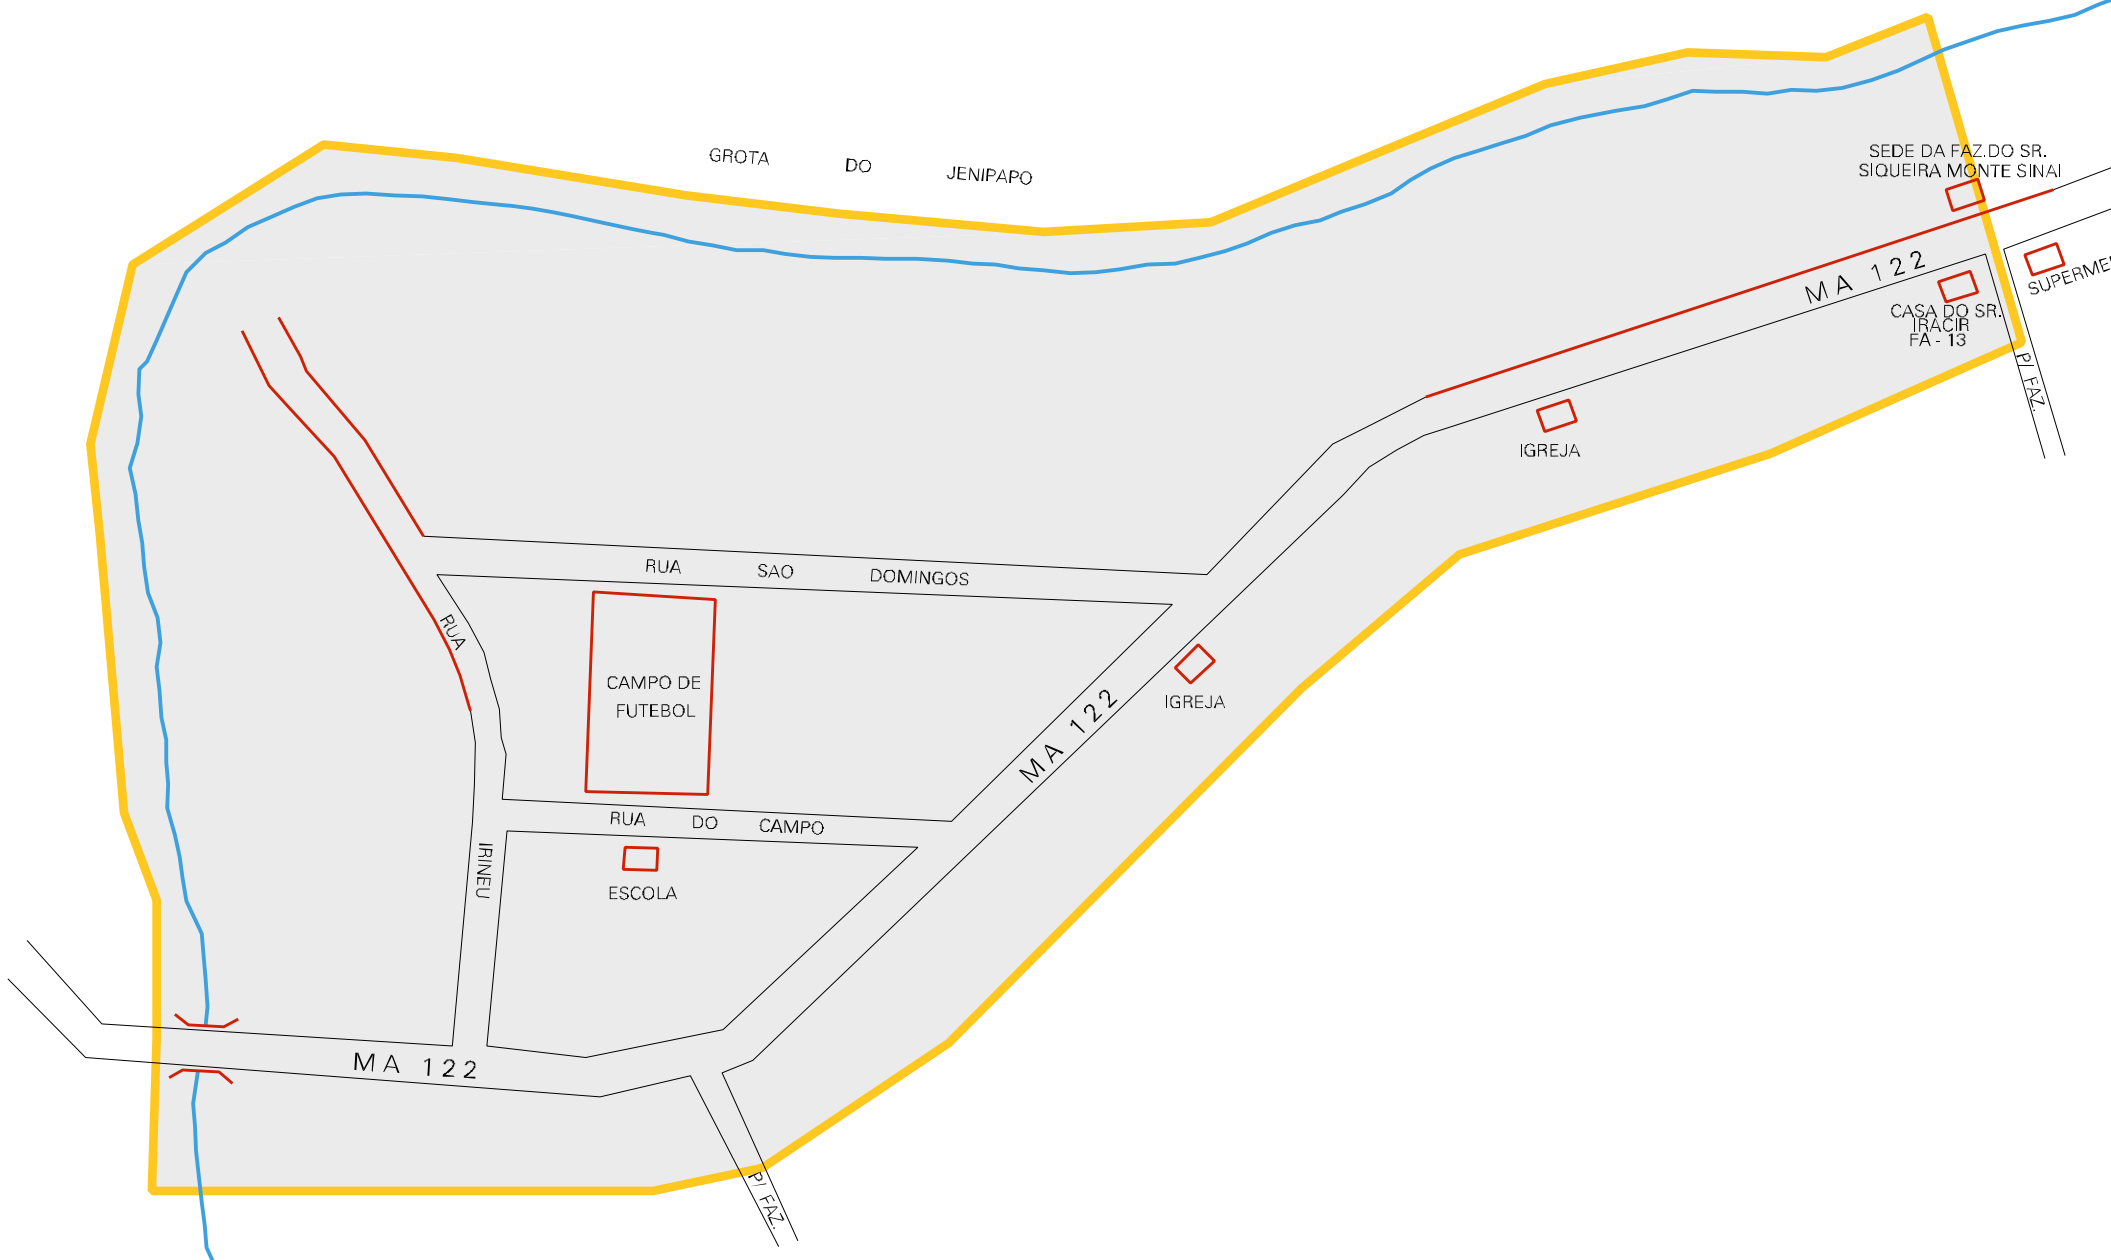 GROTA DO JENIPAPO
SEDE DA FAZ.DO SR.
SIQUEIRA MONTE SINAI
MA 122
SUPERME
CASA DO SR.
IRACIR
FA - 13
P/ FAZ.
IGREJA
RUA SAO DOMINGOS
RUA
CAMPO DE
FUTEBOL
IGREJA
MA 122
RUA DO CAMPO
IRINEU
ESCOLA
MA 122
P/ FAZ.